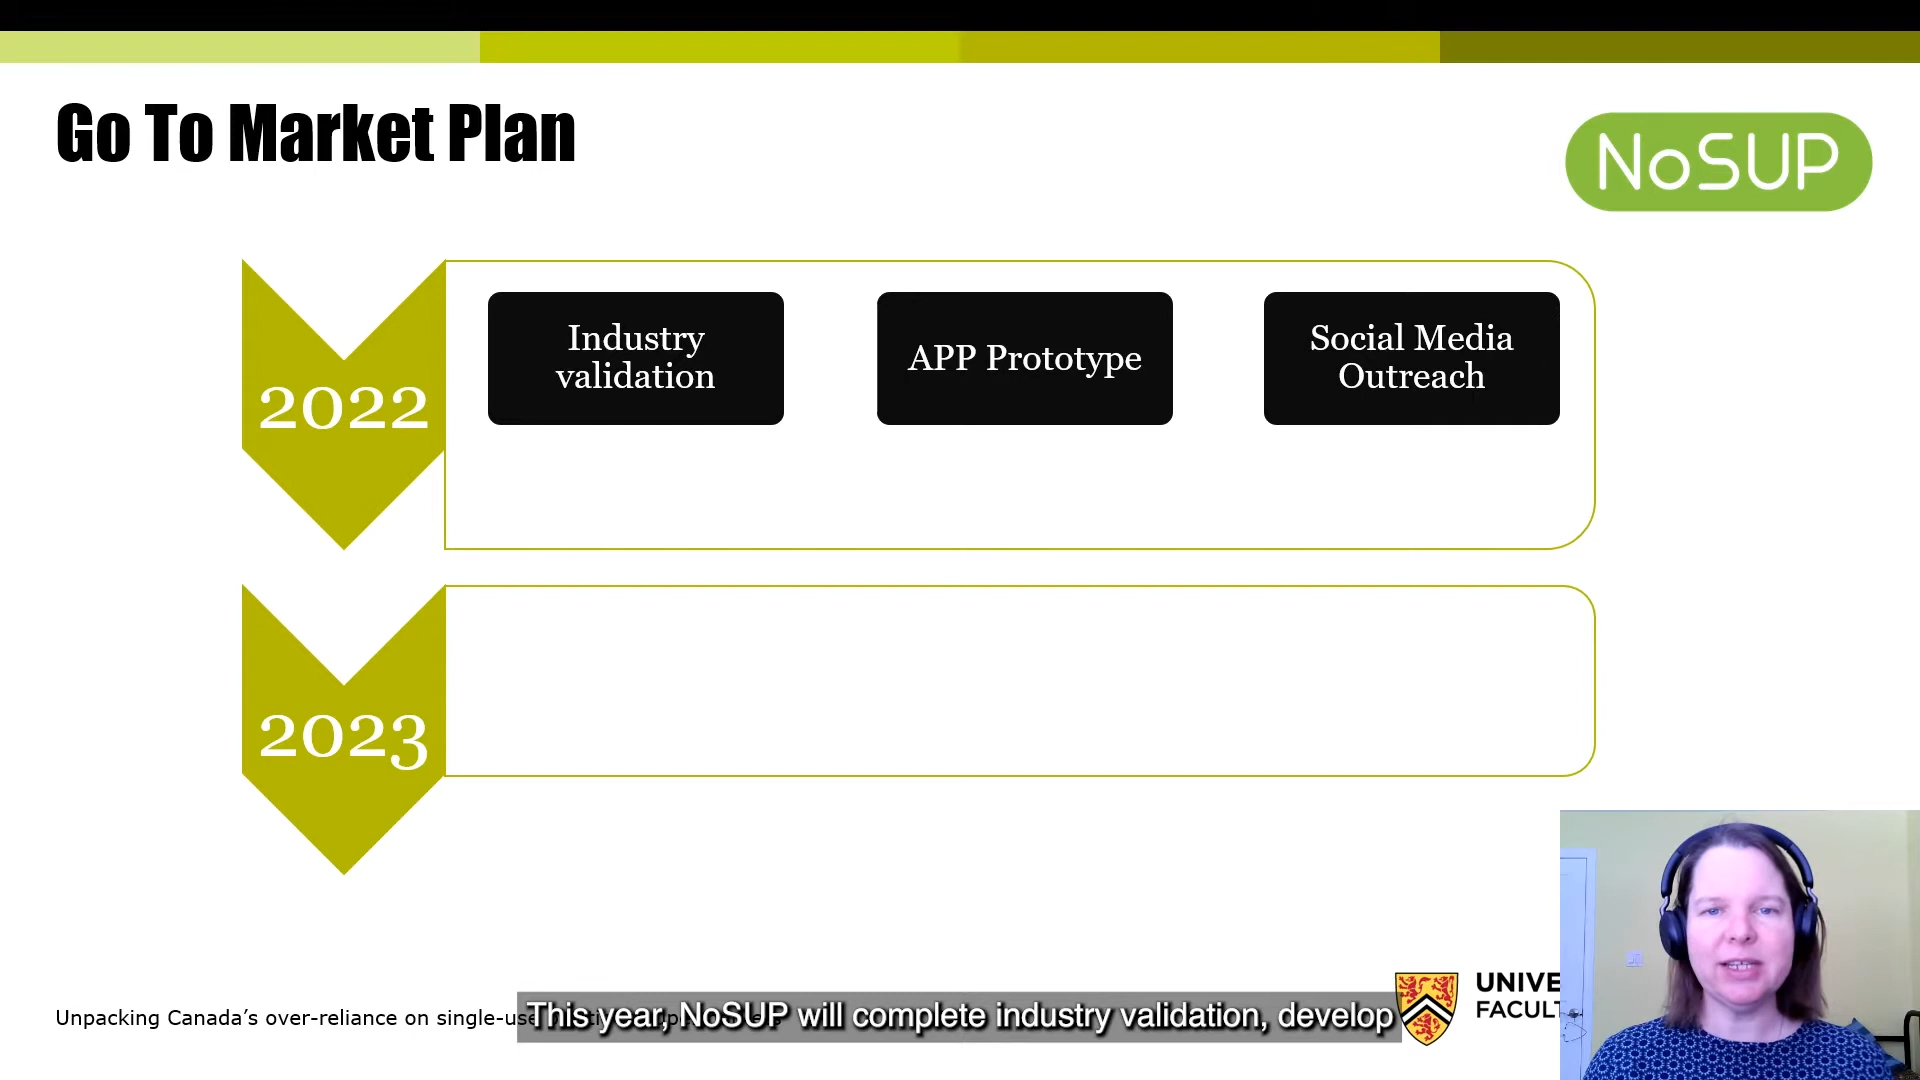 Go To Market Plan
NoSUP
2022
Industry
validation
APP Prototype
Social Media
Outreach
2023
Unpacking Canada’s over-reliance on single-use
This year, NoSUP will complete industry validation, develop
UNIVE
FACULT